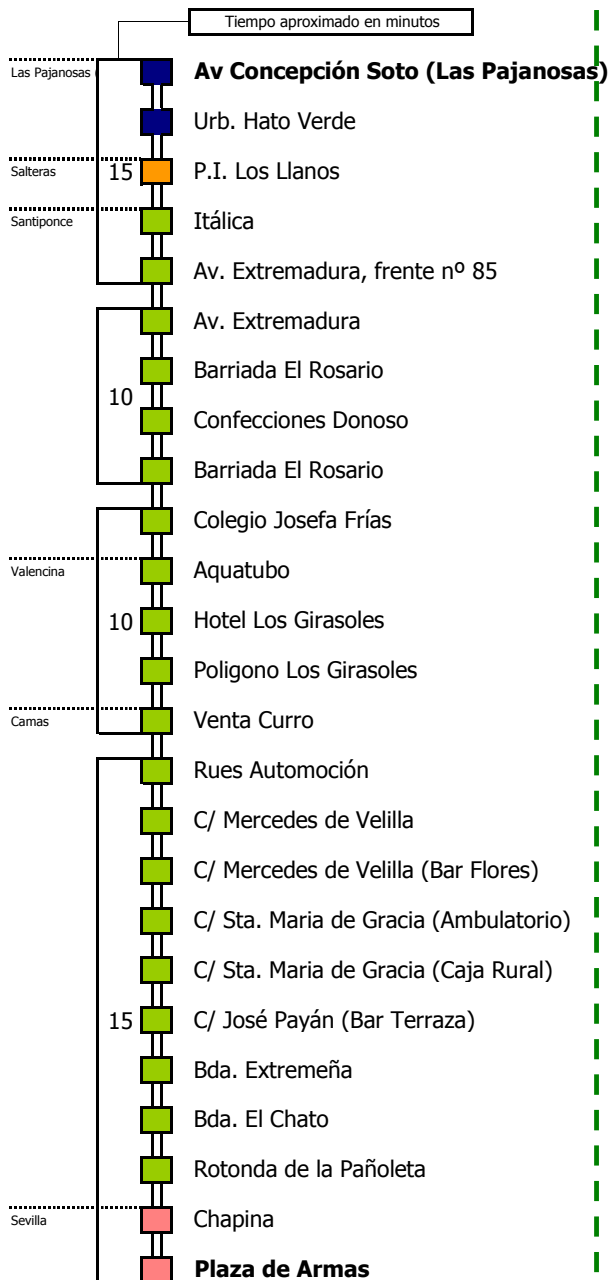 Tiempo aproximado en minutos
Las Pajanosas
Av Concepción Soto (Las Pajanosas)
Urb. Hato Verde
Salteras
15
P.I. Los Llanos
Santiponce
Itálica
Av. Extremadura, frente nº 85
Av. Extremadura
Barriada El Rosario
10
Confecciones Donoso
Barriada El Rosario
Colegio Josefa Frías
Valencina
Aquatubo
10
Hotel Los Girasoles
Poligono Los Girasoles
Camas
Venta Curro
Rues Automoción
C/ Mercedes de Velilla
C/ Mercedes de Velilla (Bar Flores)
C/ Sta. Maria de Gracia (Ambulatorio)
C/ Sta. Maria de Gracia (Caja Rural)
15
C/ José Payán (Bar Terraza)
Bda. Extremeña
Bda. El Chato
Rotonda de la Pañoleta
Sevilla
Chapina
Plaza de Armas